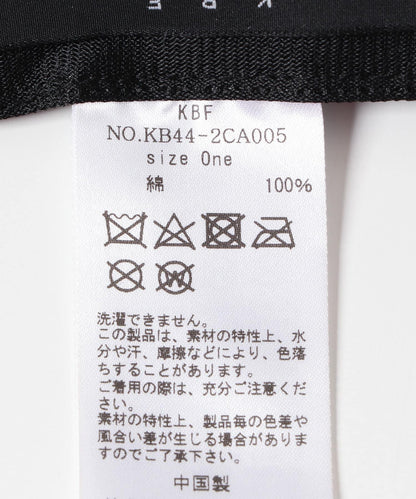 KBF
KBF
NO.KB44-2CA005
size One
綿 100%
洗濯できません。
この製品は、素材の特性上、水
分や汗、摩擦などにより、色落
ちすることがあります。
ご着用の際は、充分ご注意くだ
さい。
素材の特性上、製品毎の色差や
風合い差が生じる場合がありま
すのでご了承下さい。
中国製